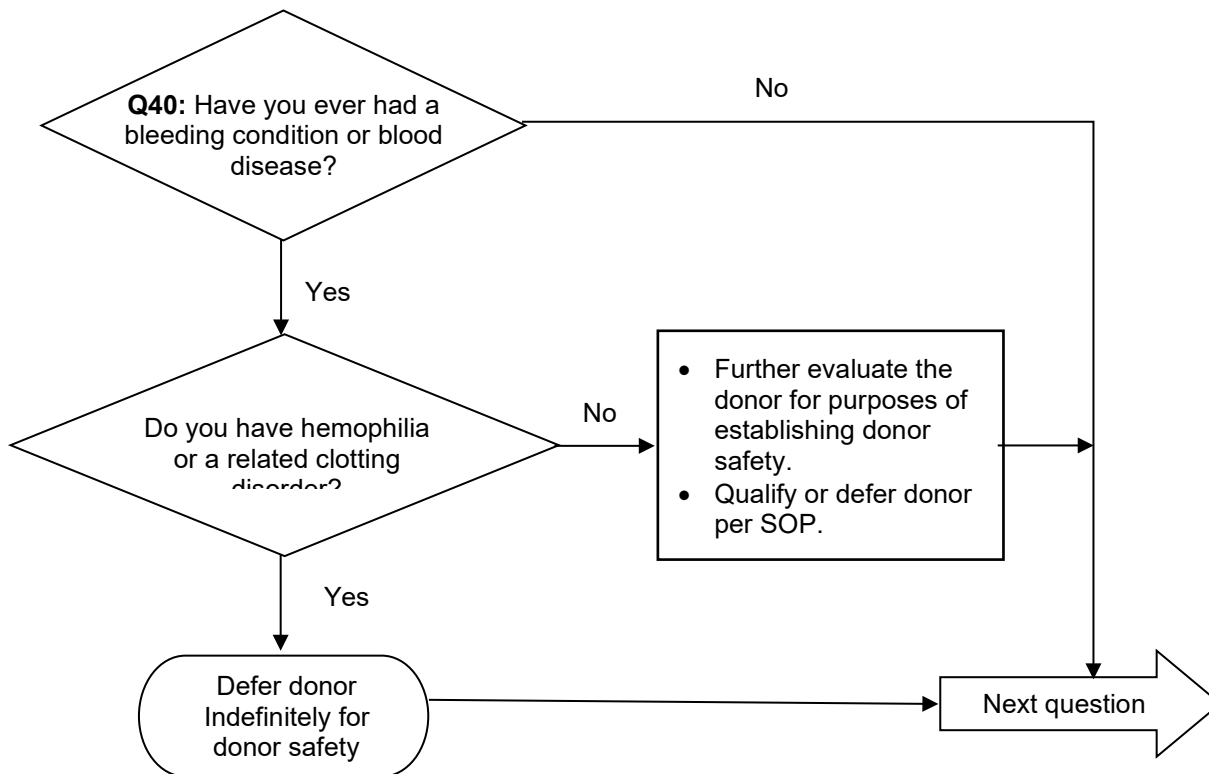 Q40: Have you ever had a
bleeding condition or blood
disease?
No
Yes
Do you have hemophilia
or a related clotting
disorder?
No
• Further evaluate the
donor for purposes of
establishing donor
safety.
• Qualify or defer donor
per SOP.
Yes
Defer donor
Indefinitely for
donor safety
Next question